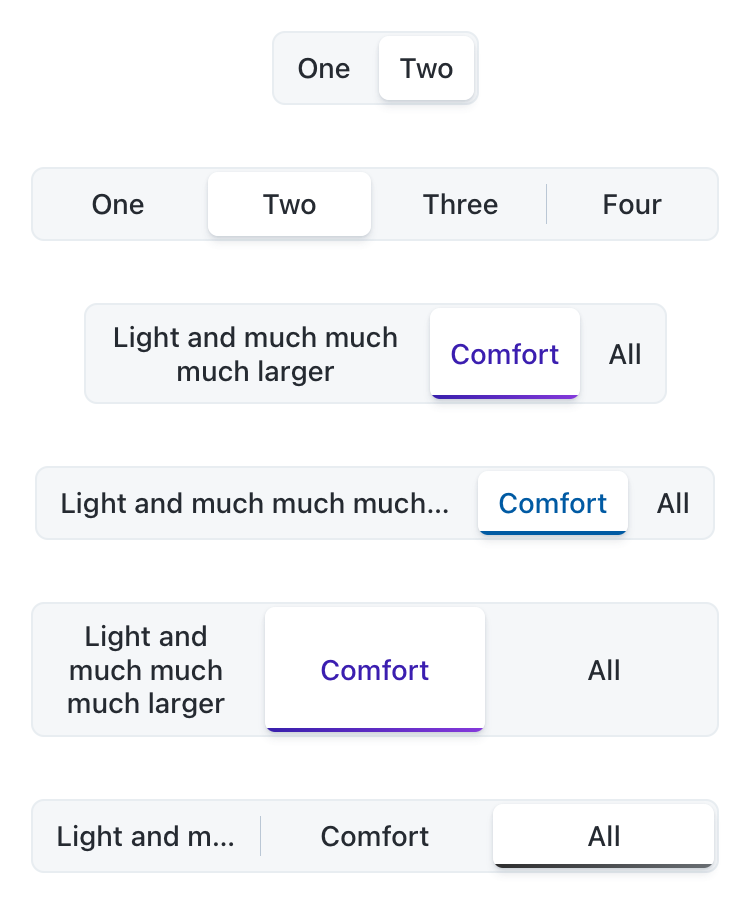 One Two
One Two Three Four
Light and much much
much larger
Comfort
All
Light and much much much... Comfort All
Light and
much much
much larger
Comfort
All
Light and m... Comfort All